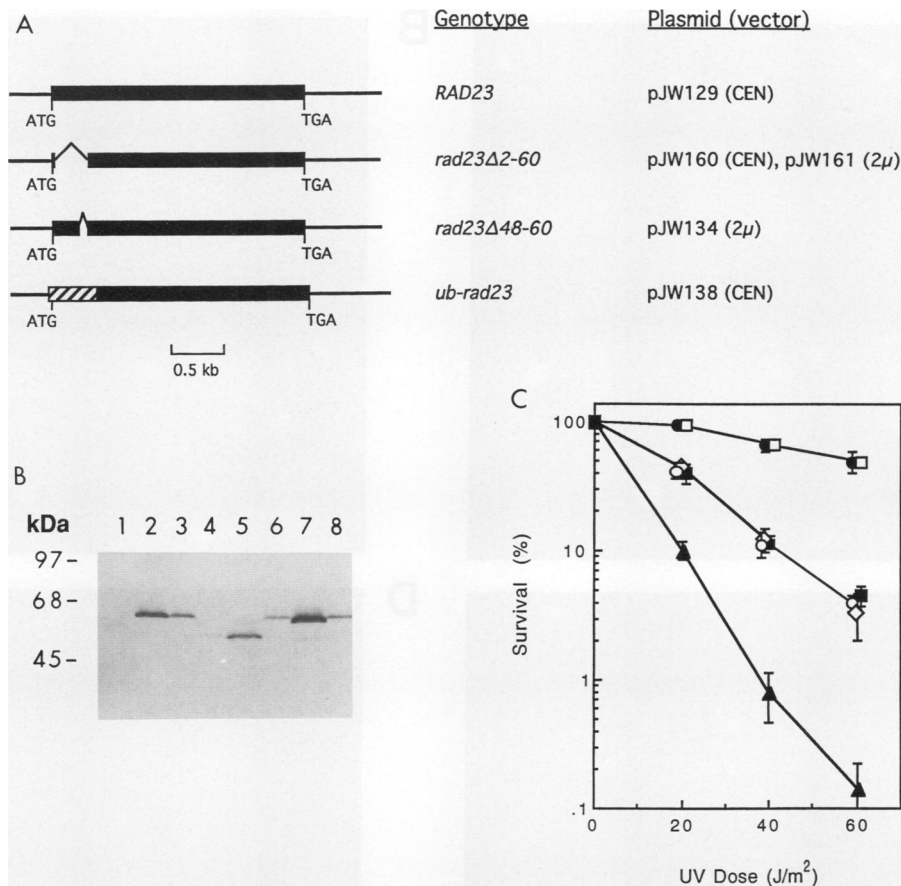 A
Genotype Plasmid (vector)
RAD23 pJW129 (CEN)
ATG TGA
rad23Δ2-60 pJW160 (CEN), pJW161 (2µ)
ATG TGA
rad23Δ48-60 pJW134 (2µ)
ATG TGA
ub-rad23 pJW138 (CEN)
ATG TGA
0.5 kb
B
kDa 1 2 3 4 5 6 7 8
97 -
68 -
45 -
C
100
10
1
.1
Survival (%)
0 20 40 60
UV Dose (J/m²)